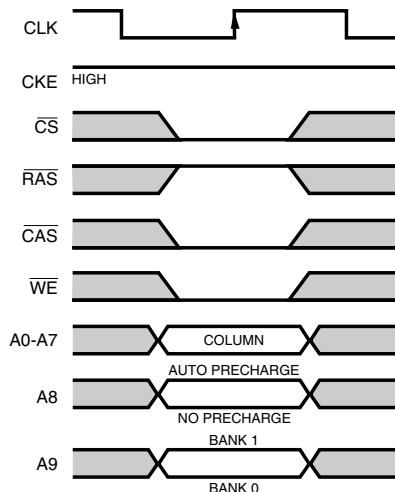 CLK
CKE HIGH
CS
RAS
CAS
WE
A0-A7 COLUMN
AUTO PRECHARGE
A8
NO PRECHARGE
BANK 1
A9
BANK 0